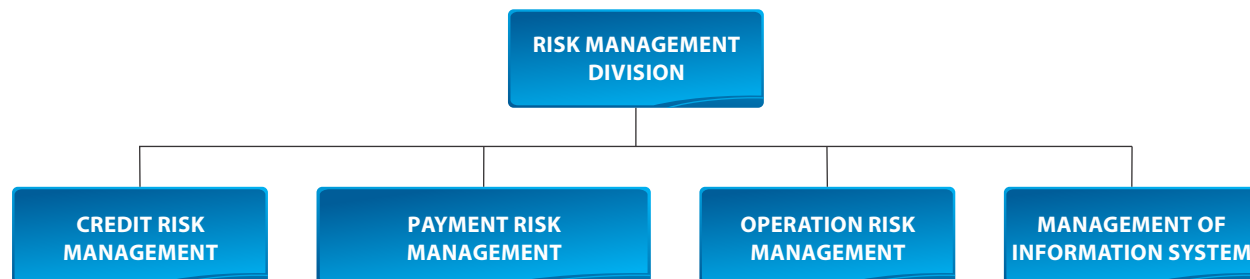 RISK MANAGEMENT
DIVISION
CREDIT RISK
MANAGEMENT
PAYMENT RISK
MANAGEMENT
OPERATION RISK
MANAGEMENT
MANAGEMENT OF
INFORMATION SYSTEM